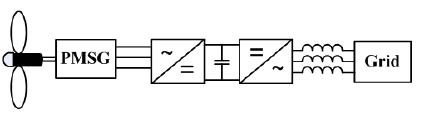 PMSG
~
=
=
~
Grid